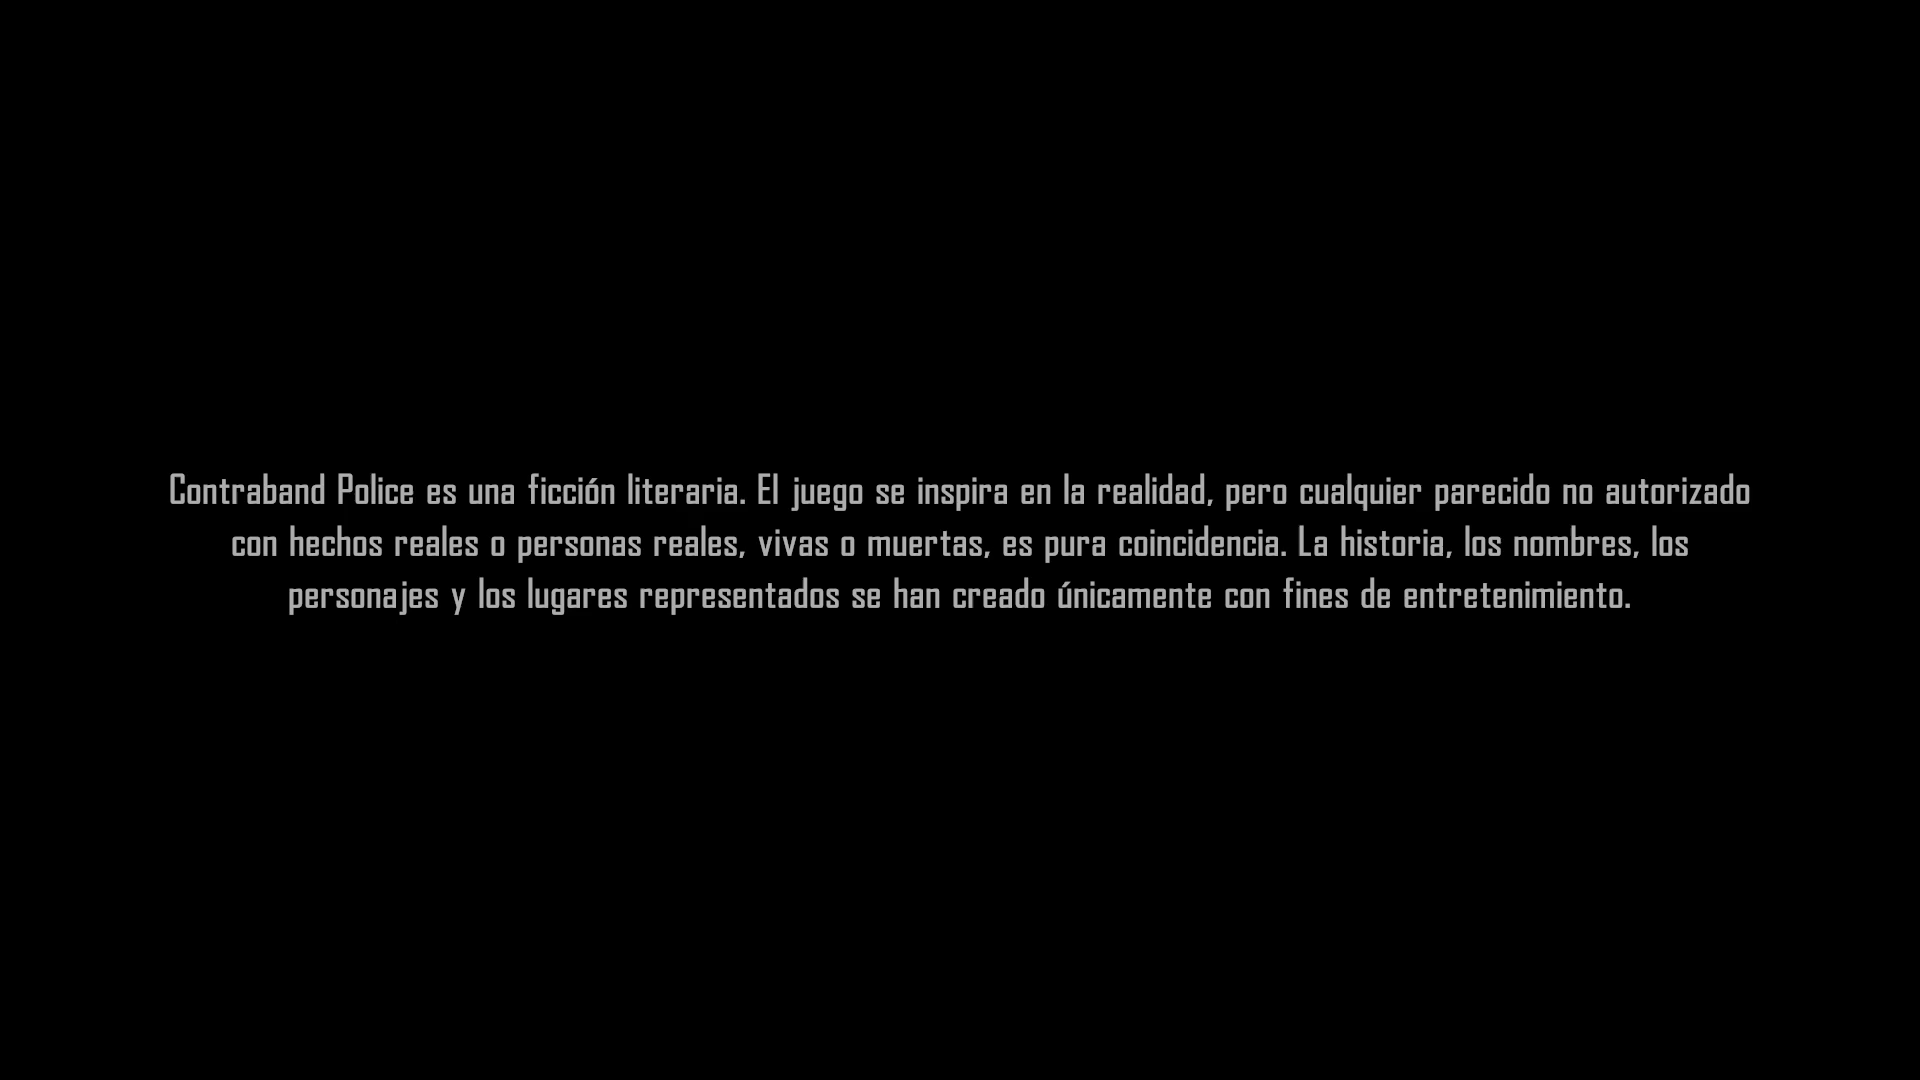 Contraband Police es una ficción literaria. El juego se inspira en la realidad, pero cualquier parecido no autorizado
con hechos reales o personas reales, vivas o muertas, es pura coincidencia. La historia, los nombres, los
personajes y los lugares representados se han creado únicamente con fines de entretenimiento.